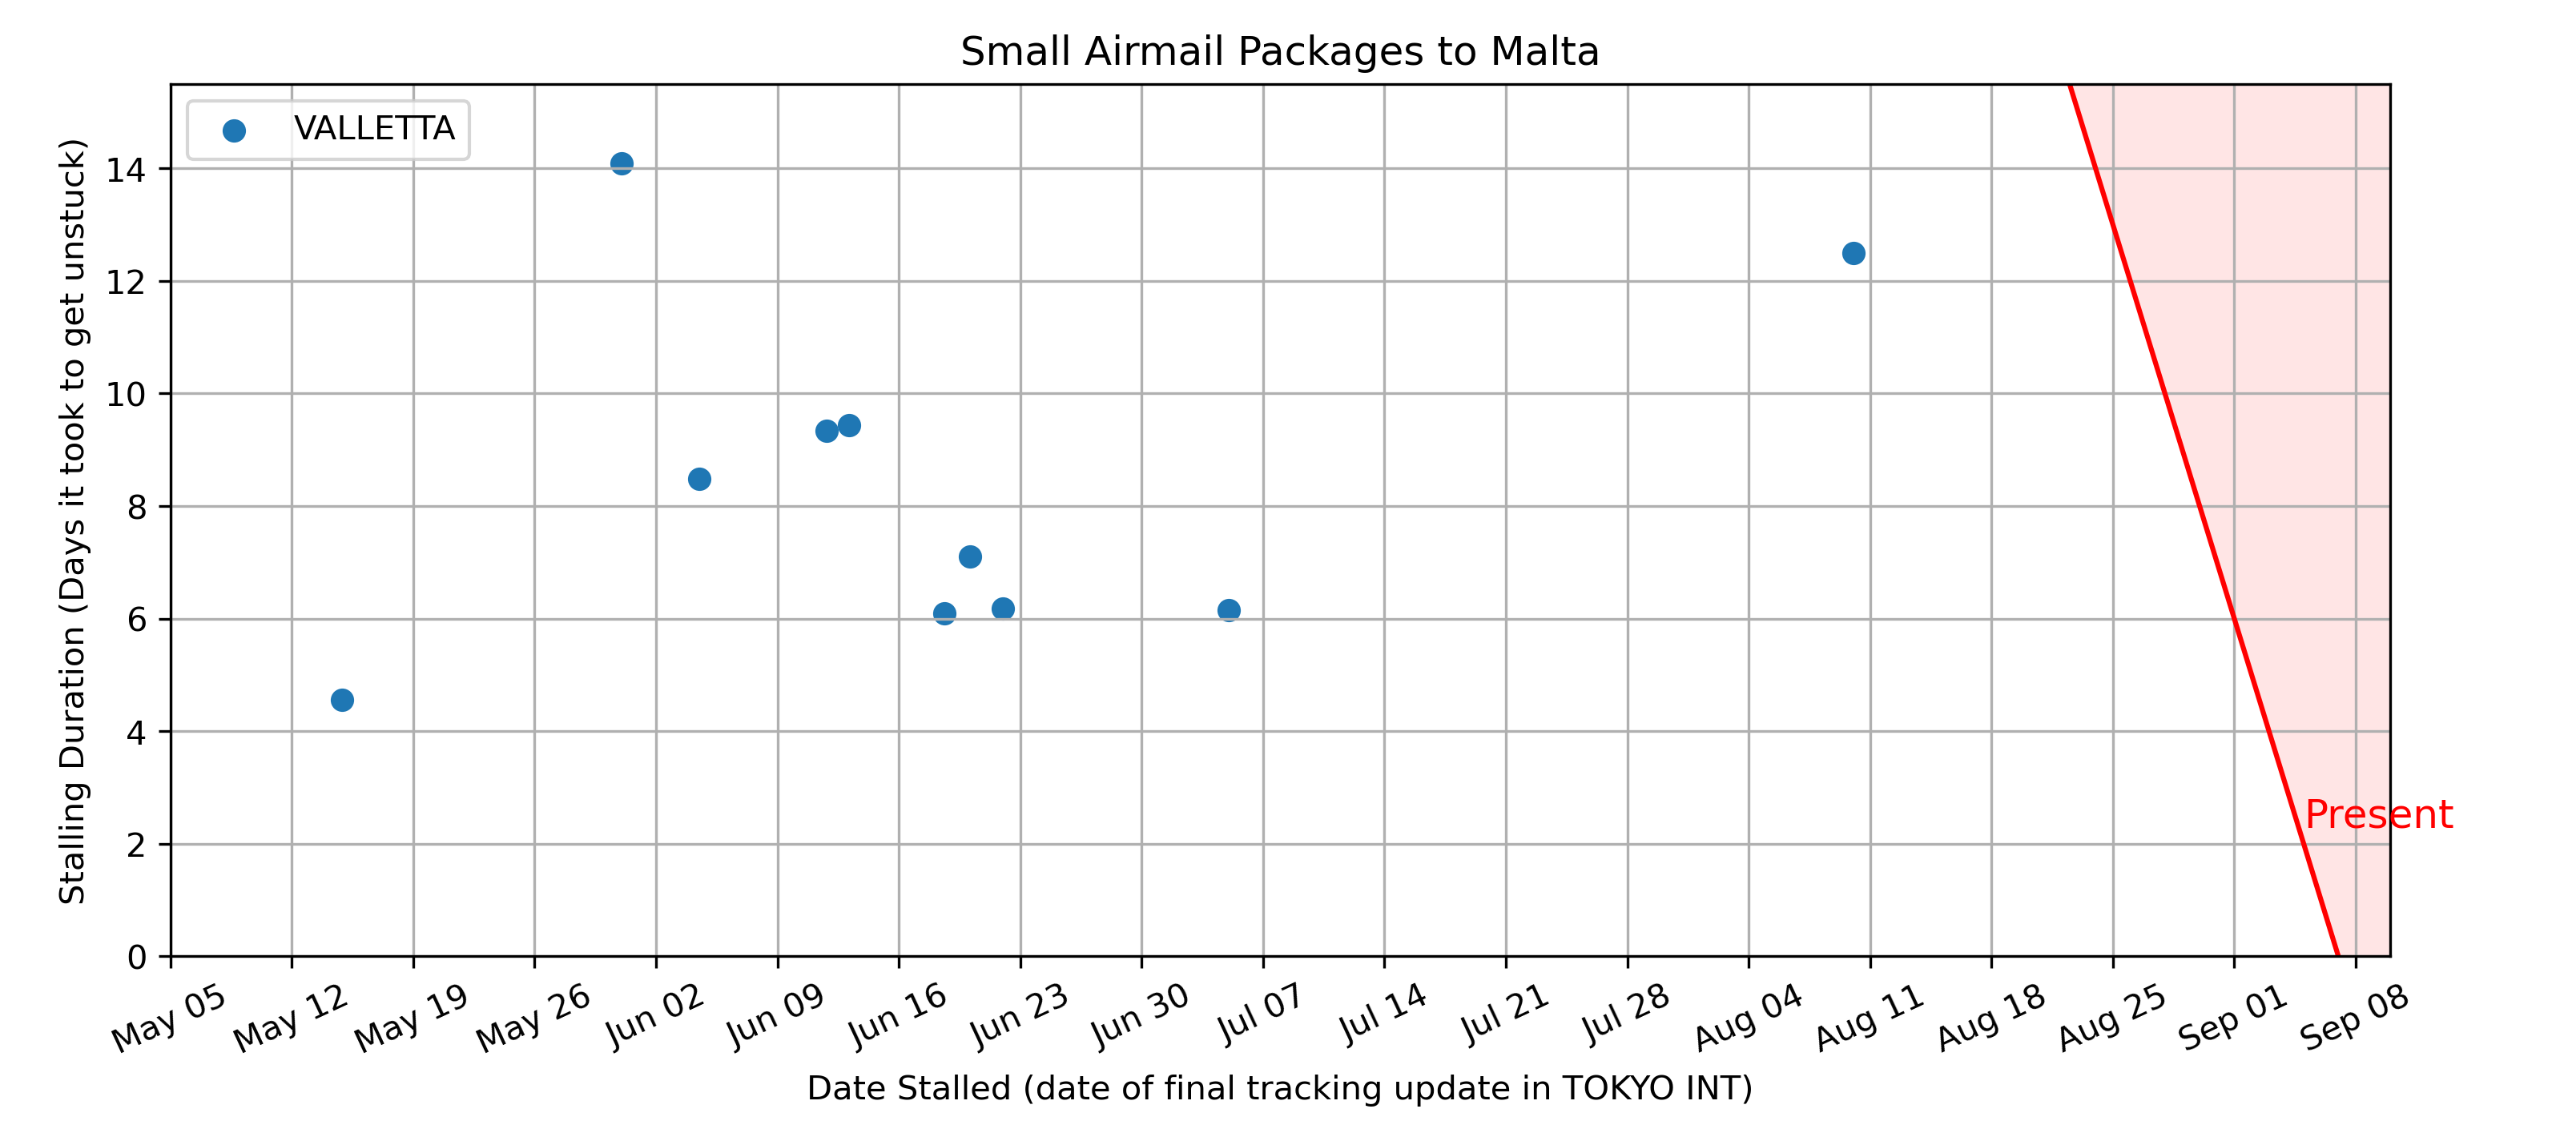 Small Airmail Packages to Malta
VALLETTA
Stalling Duration (Days it took to get unstuck)
14
12
10
8
6
4
2
0
Present
May 05
May 12
May 19
May 26
Jun 02
Jun 09
Jun 16
Jun 23
Jun 30
Jul 07
Jul 14
Jul 21
Jul 28
Aug 04
Aug 11
Aug 18
Aug 25
Sep 01
Sep 08
Date Stalled (date of final tracking update in TOKYO INT)